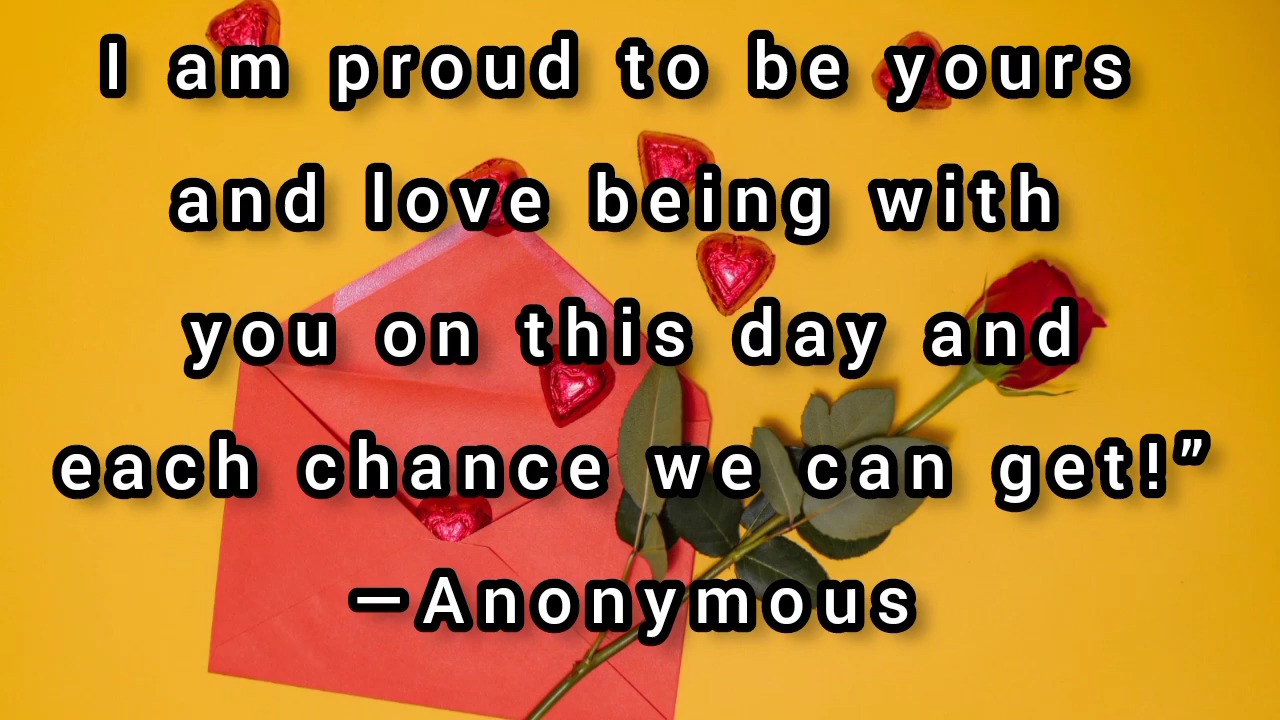 I am proud to be yours
and love being with
you on this day and
each chance we can get!”
—Anonymous